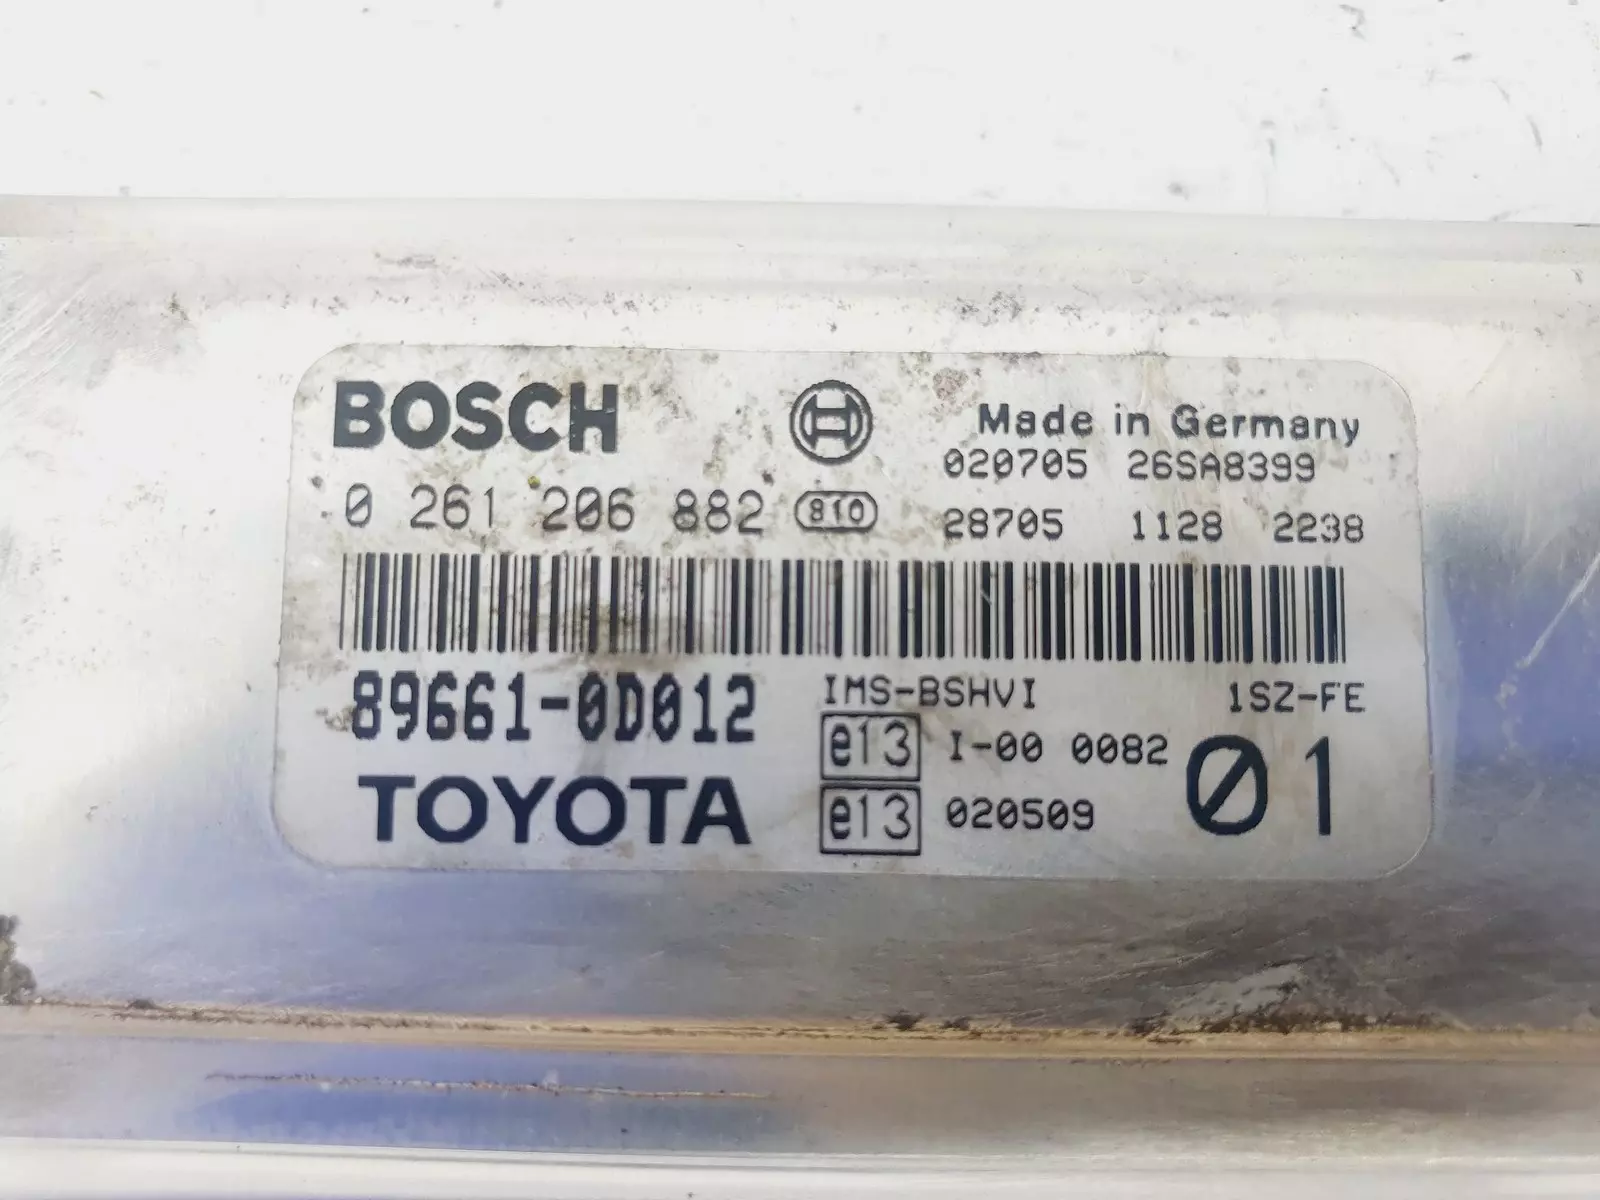 BOSCH
Made in Germany
020705 26SA8399
0 261 206 882 810
28705 1128 2238
89661-0D012
IMS-BSHVI 1SZ-FE
e13 I-00 0082
01
TOYOTA
e13 020509